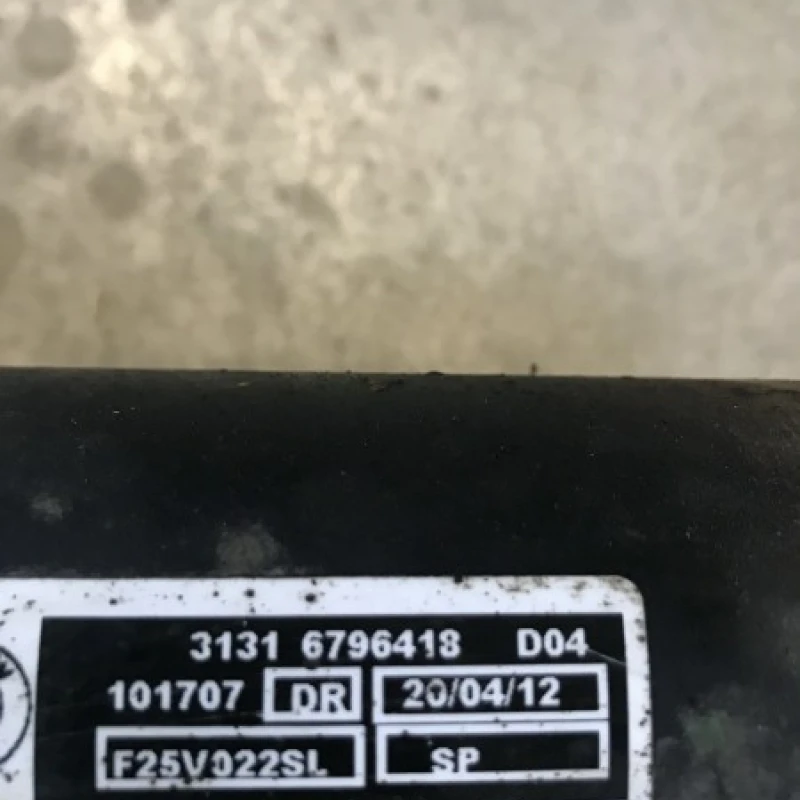 3131 6796418 D04
101707 DR 20/04/12
F25V022SL SP